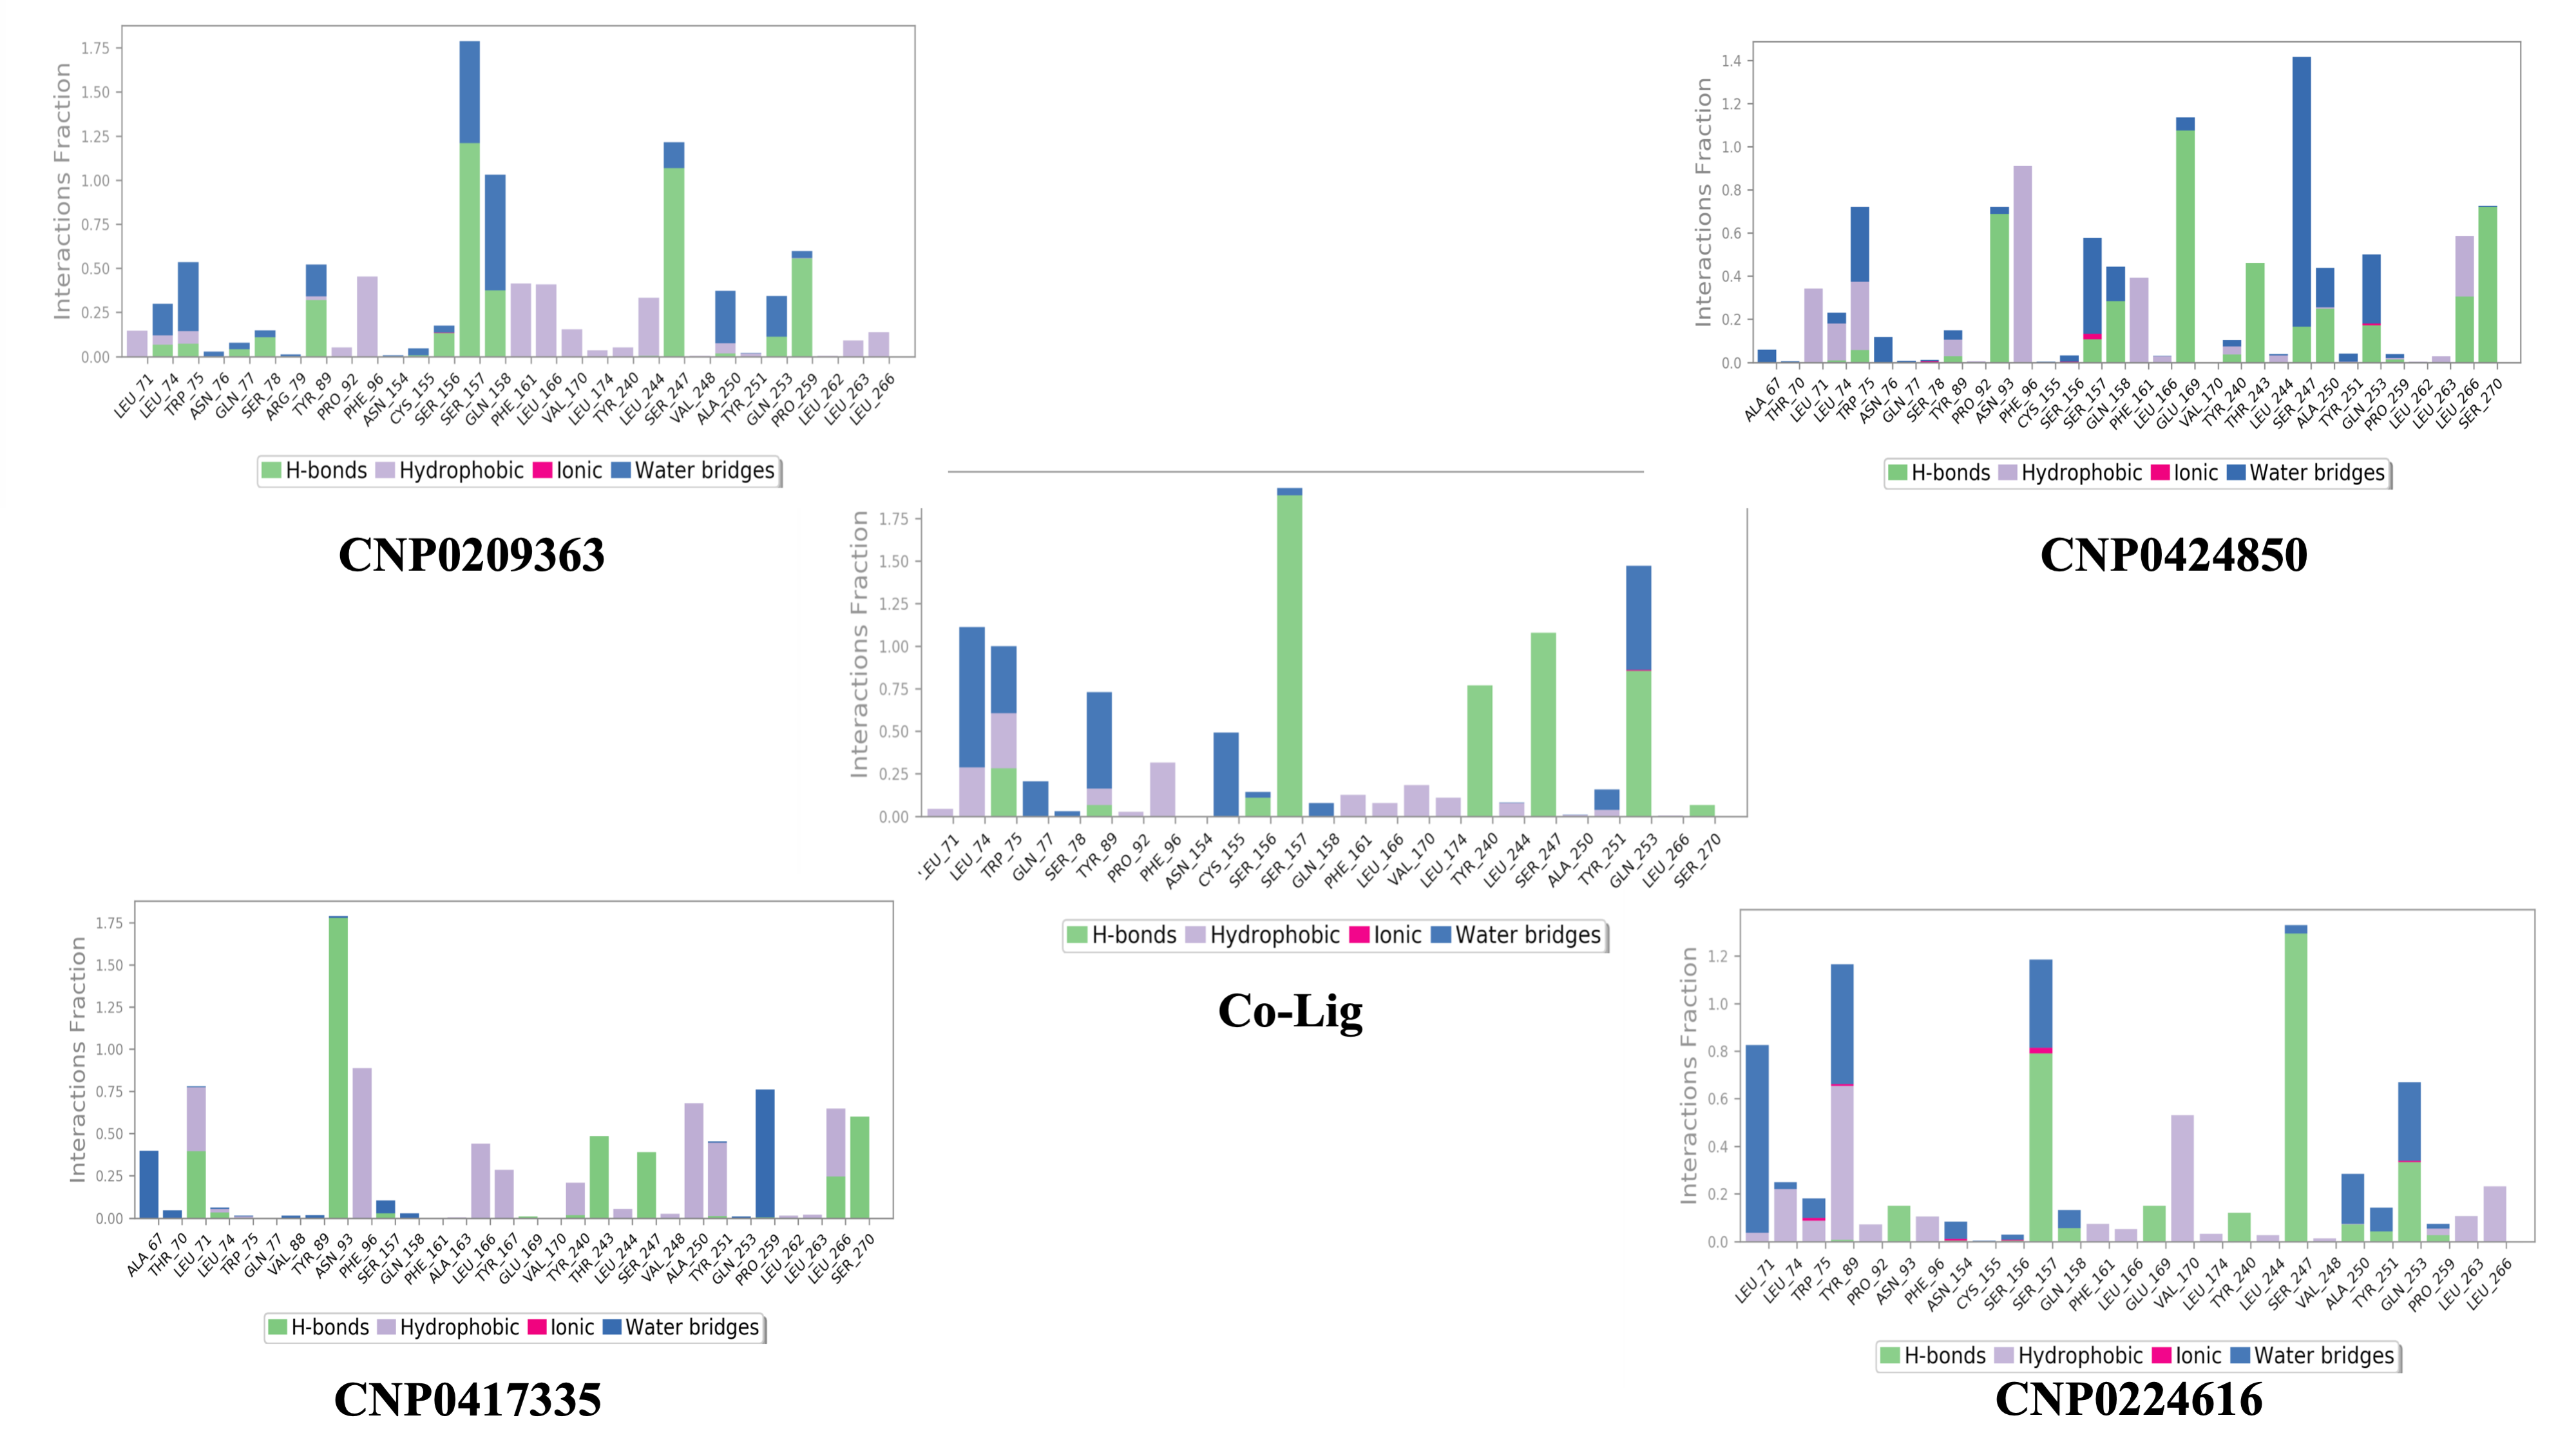 Interactions Fraction
1.75
1.50
1.25
1.00
0.75
0.50
0.25
0.00
LEU_71 LEU_74 TRP_75 ASN_76 GLN_77 SER_78 ARG_79 TYR_89 PRO_92 PHE_96 ASN_154 CYS_155 SER_156 SER_157 GLN_158 PHE_161 LEU_166 VAL_170 LEU_174 TYR_240 LEU_244 SER_247 VAL_248 ALA_250 TYR_251 GLN_253 PRO_259 LEU_262 LEU_263 LEU_266
H-bonds Hydrophobic Ionic Water bridges
CNP0209363
Interactions Fraction
1.4
1.2
1.0
0.8
0.6
0.4
0.2
0.0
ALA_67 THR_70 LEU_71 LEU_74 TRP_75 ASN_76 GLN_77 SER_78 TYR_89 PRO_92 ASN_93 PHE_96 CYS_155 SER_156 SER_157 GLN_158 PHE_161 LEU_166 GLU_169 VAL_170 TYR_240 THR_243 LEU_244 SER_247 ALA_250 TYR_251 GLN_253 PRO_259 LEU_262 LEU_263 LEU_266 SER_270
H-bonds Hydrophobic Ionic Water bridges
CNP0424850
Interactions Fraction
1.75
1.50
1.25
1.00
0.75
0.50
0.25
0.00
LEU_71 LEU_74 TRP_75 GLN_77 SER_78 TYR_89 PRO_92 PHE_96 ASN_154 CYS_155 SER_156 SER_157 GLN_158 PHE_161 LEU_166 VAL_170 LEU_174 TYR_240 LEU_244 SER_247 ALA_250 TYR_251 GLN_253 LEU_266 SER_270
H-bonds Hydrophobic Ionic Water bridges
Co-Lig
Interactions Fraction
1.75
1.50
1.25
1.00
0.75
0.50
0.25
0.00
ALA_67 THR_70 LEU_71 LEU_74 TRP_75 GLN_77 VAL_88 TYR_89 ASN_93 PHE_96 SER_157 GLN_158 PHE_161 ALA_163 LEU_166 TYR_167 GLU_169 VAL_170 TYR_240 THR_243 LEU_244 SER_247 VAL_248 ALA_250 TYR_251 GLN_253 PRO_259 LEU_262 LEU_263 LEU_266 SER_270
H-bonds Hydrophobic Ionic Water bridges
CNP0417335
Interactions Fraction
1.2
1.0
0.8
0.6
0.4
0.2
0.0
LEU_71 LEU_74 TRP_75 TYR_89 PRO_92 ASN_93 PHE_96 ASN_154 CYS_155 SER_156 SER_157 GLN_158 PHE_161 LEU_166 GLU_169 VAL_170 LEU_174 TYR_240 LEU_244 SER_247 VAL_248 ALA_250 TYR_251 GLN_253 PRO_259 LEU_263 LEU_266
H-bonds Hydrophobic Ionic Water bridges
CNP0224616